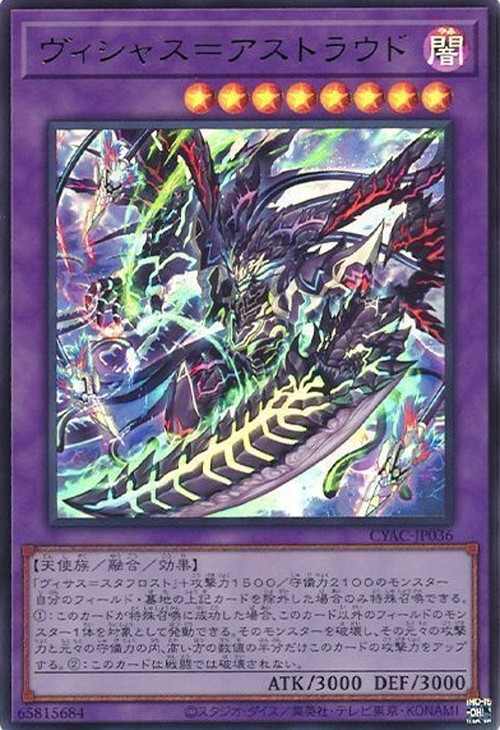 ヴィシャス＝アストラウド
闇
CYAC-JP036
【天使族／融合／効果】
「ヴィサス＝スタフロスト」＋攻撃力1500／守備力2100のモンスター
自分のフィールド・墓地の上記カードを除外した場合のみ特殊召喚できる。
①：このカードが特殊召喚に成功した場合、このカード以外のフィールドのモ
ンスター1体を対象として発動できる。そのモンスターを破壊し、その元々の攻撃
力と元々の守備力の内、高い方の数値の半分だけこのカードの攻撃力をアップ
する。②：このカードは戦闘では破壊されない。
ATK/3000 DEF/3000
65815684
©スタジオ・ダイス／集英社・テレビ東京・KONAMI